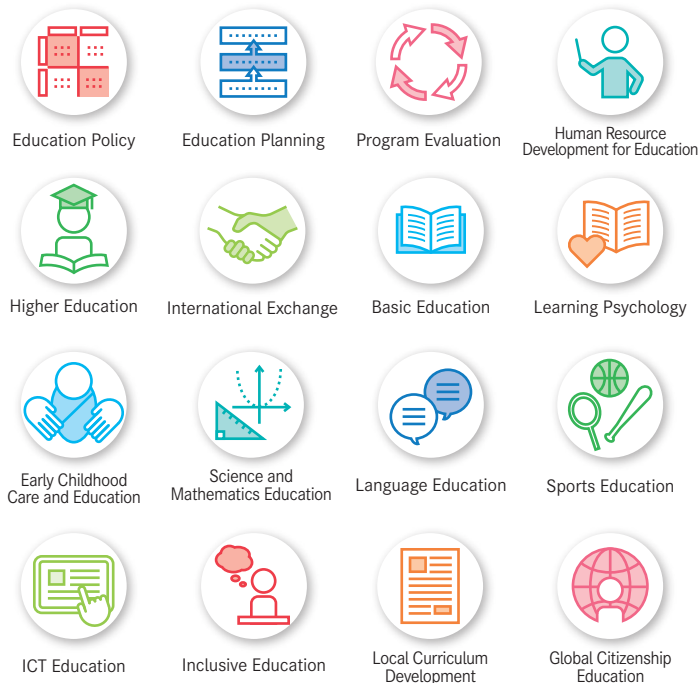 Education Policy
Education Planning
Program Evaluation
Human Resource
Development for Education
Higher Education
International Exchange
Basic Education
Learning Psychology
Early Childhood
Care and Education
Science and
Mathematics Education
Language Education
Sports Education
ICT Education
Inclusive Education
Local Curriculum
Development
Global Citizenship
Education